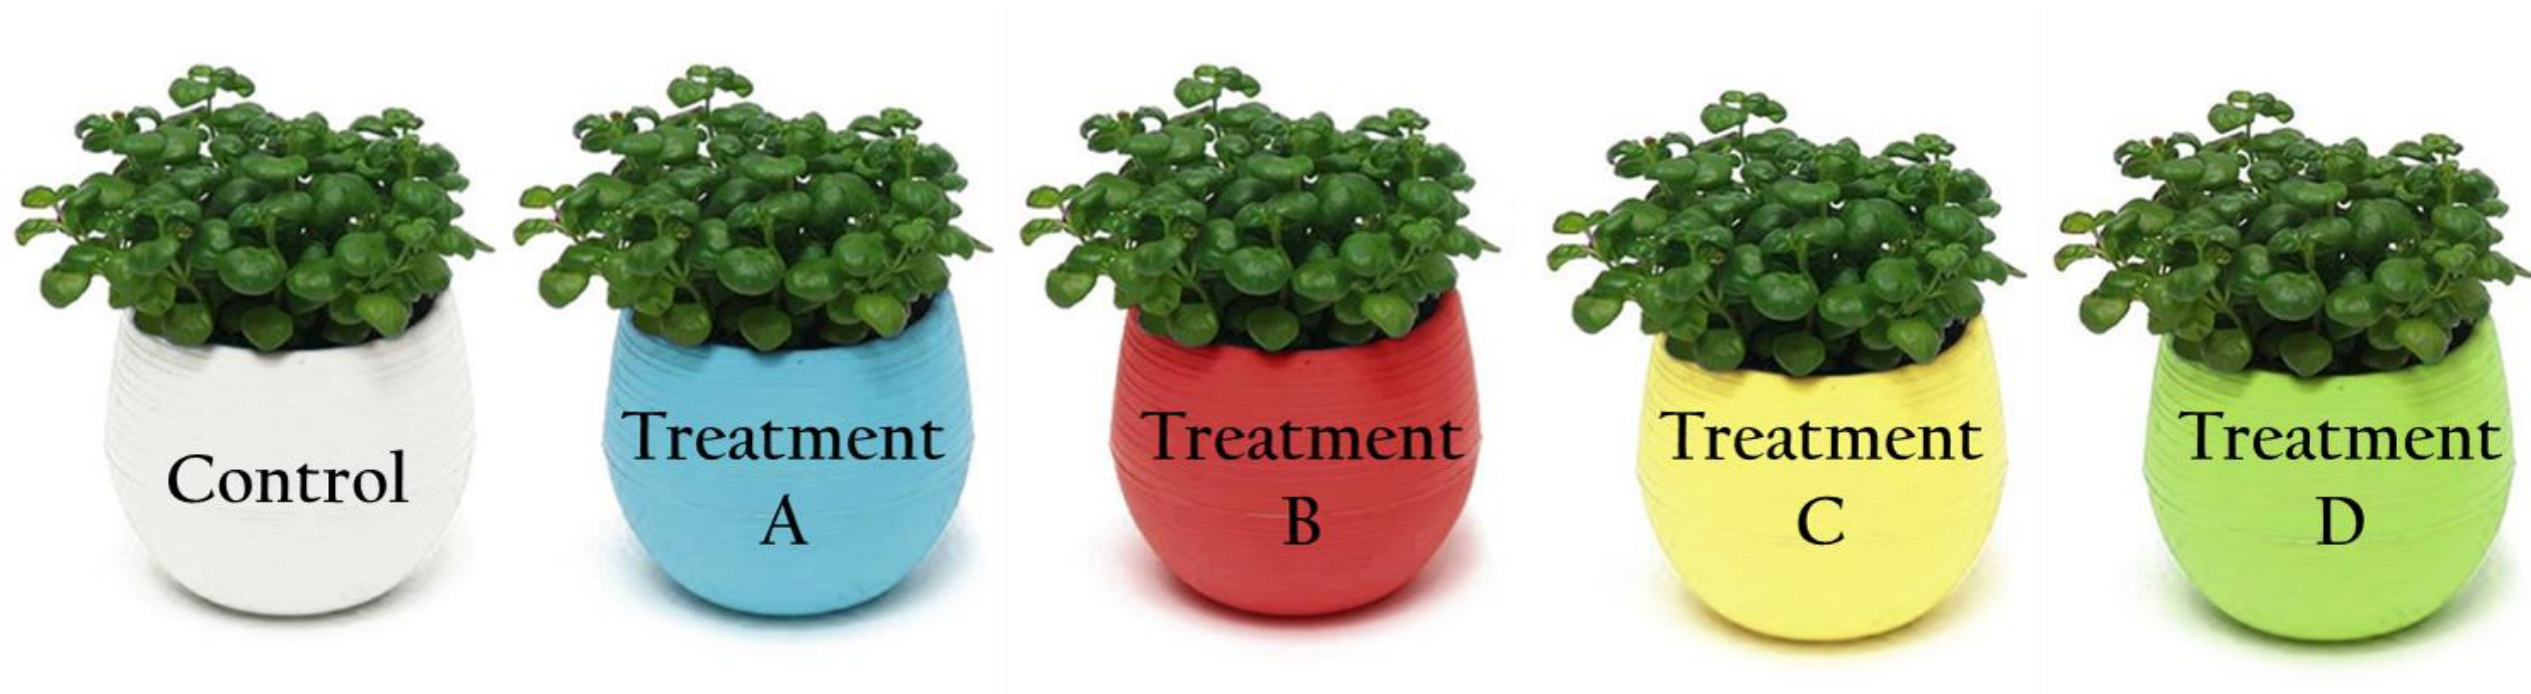 Control
Treatment
A
Treatment
B
Treatment
C
Treatment
D